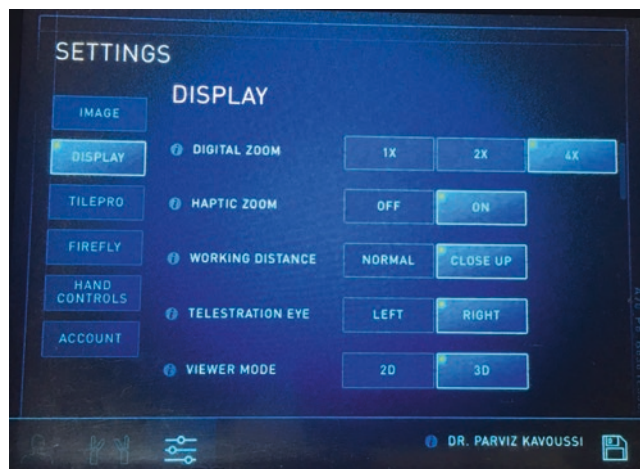 SETTINGS
DISPLAY
IMAGE
DISPLAY
TILEPRO
FIREFLY
HAND
CONTROLS
ACCOUNT
DIGITAL ZOOM 1X 2X 4X
HAPTIC ZOOM OFF ON
WORKING DISTANCE NORMAL CLOSE UP
TELESTRATION EYE LEFT RIGHT
VIEWER MODE 2D 3D
DR. PARVIZ KAVOUSSI